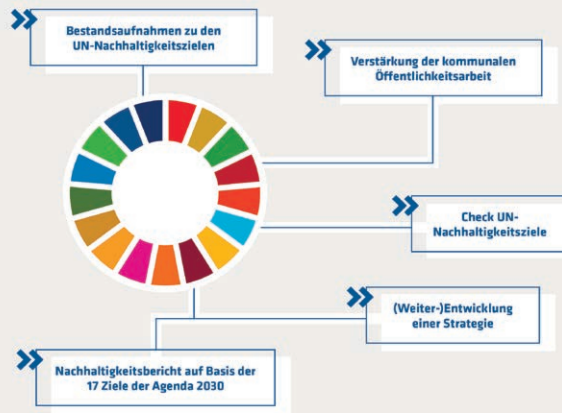 Bestandsaufnahmen zu den
UN-Nachhaltigkeitszielen
Verstärkung der kommunalen
Öffentlichkeitsarbeit
Check UN-
Nachhaltigkeitsziele
(Weiter-)Entwicklung
einer Strategie
Nachhaltigkeitsbericht auf Basis der
17 Ziele der Agenda 2030